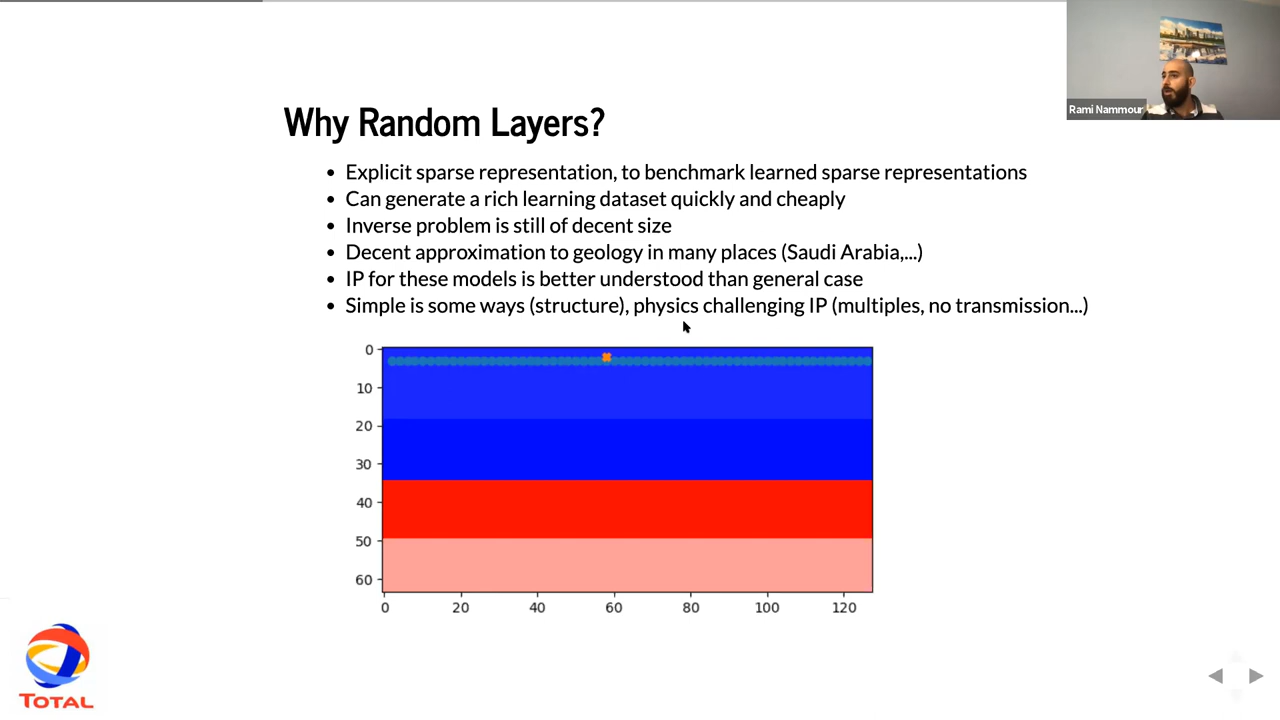 Rami Nammour
Why Random Layers?
• Explicit sparse representation, to benchmark learned sparse representations
• Can generate a rich learning dataset quickly and cheaply
• Inverse problem is still of decent size
• Decent approximation to geology in many places (Saudi Arabia,...)
• IP for these models is better understood than general case
• Simple is some ways (structure), physics challenging IP (multiples, no transmission...)
0
10
20
30
40
50
60
0 20 40 60 80 100 120
TOTAL